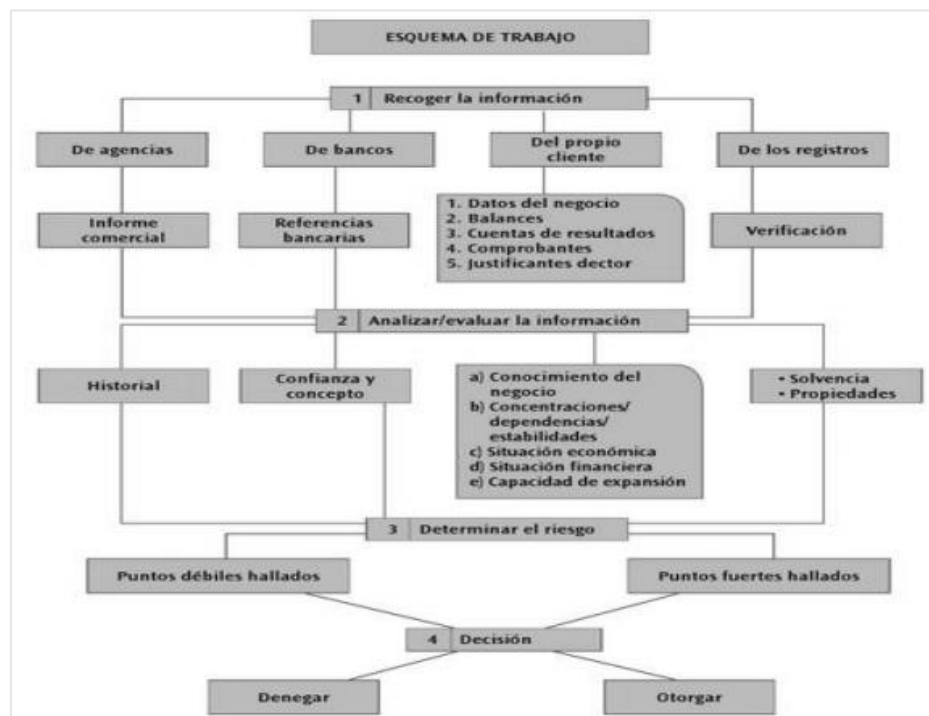 ESQUEMA DE TRABAJO
1 Recoger la información
De agencias
De bancos
Del propio
cliente
De los registros
Informe
comercial
Referencias
bancarias
1. Datos del negocio
2. Balances
3. Cuentas de resultados
4. Comprobantes
5. Justificantes dector
Verificación
2 Analizar/evaluar la información
Historial
Confianza y
concepto
a) Conocimiento del
negocio
b) Concentraciones/
dependencias/
estabilidades
c) Situación económica
d) Situación financiera
e) Capacidad de expansión
• Solvencia
• Propiedades
3 Determinar el riesgo
Puntos débiles hallados
Puntos fuertes hallados
4 Decisión
Denegar
Otorgar